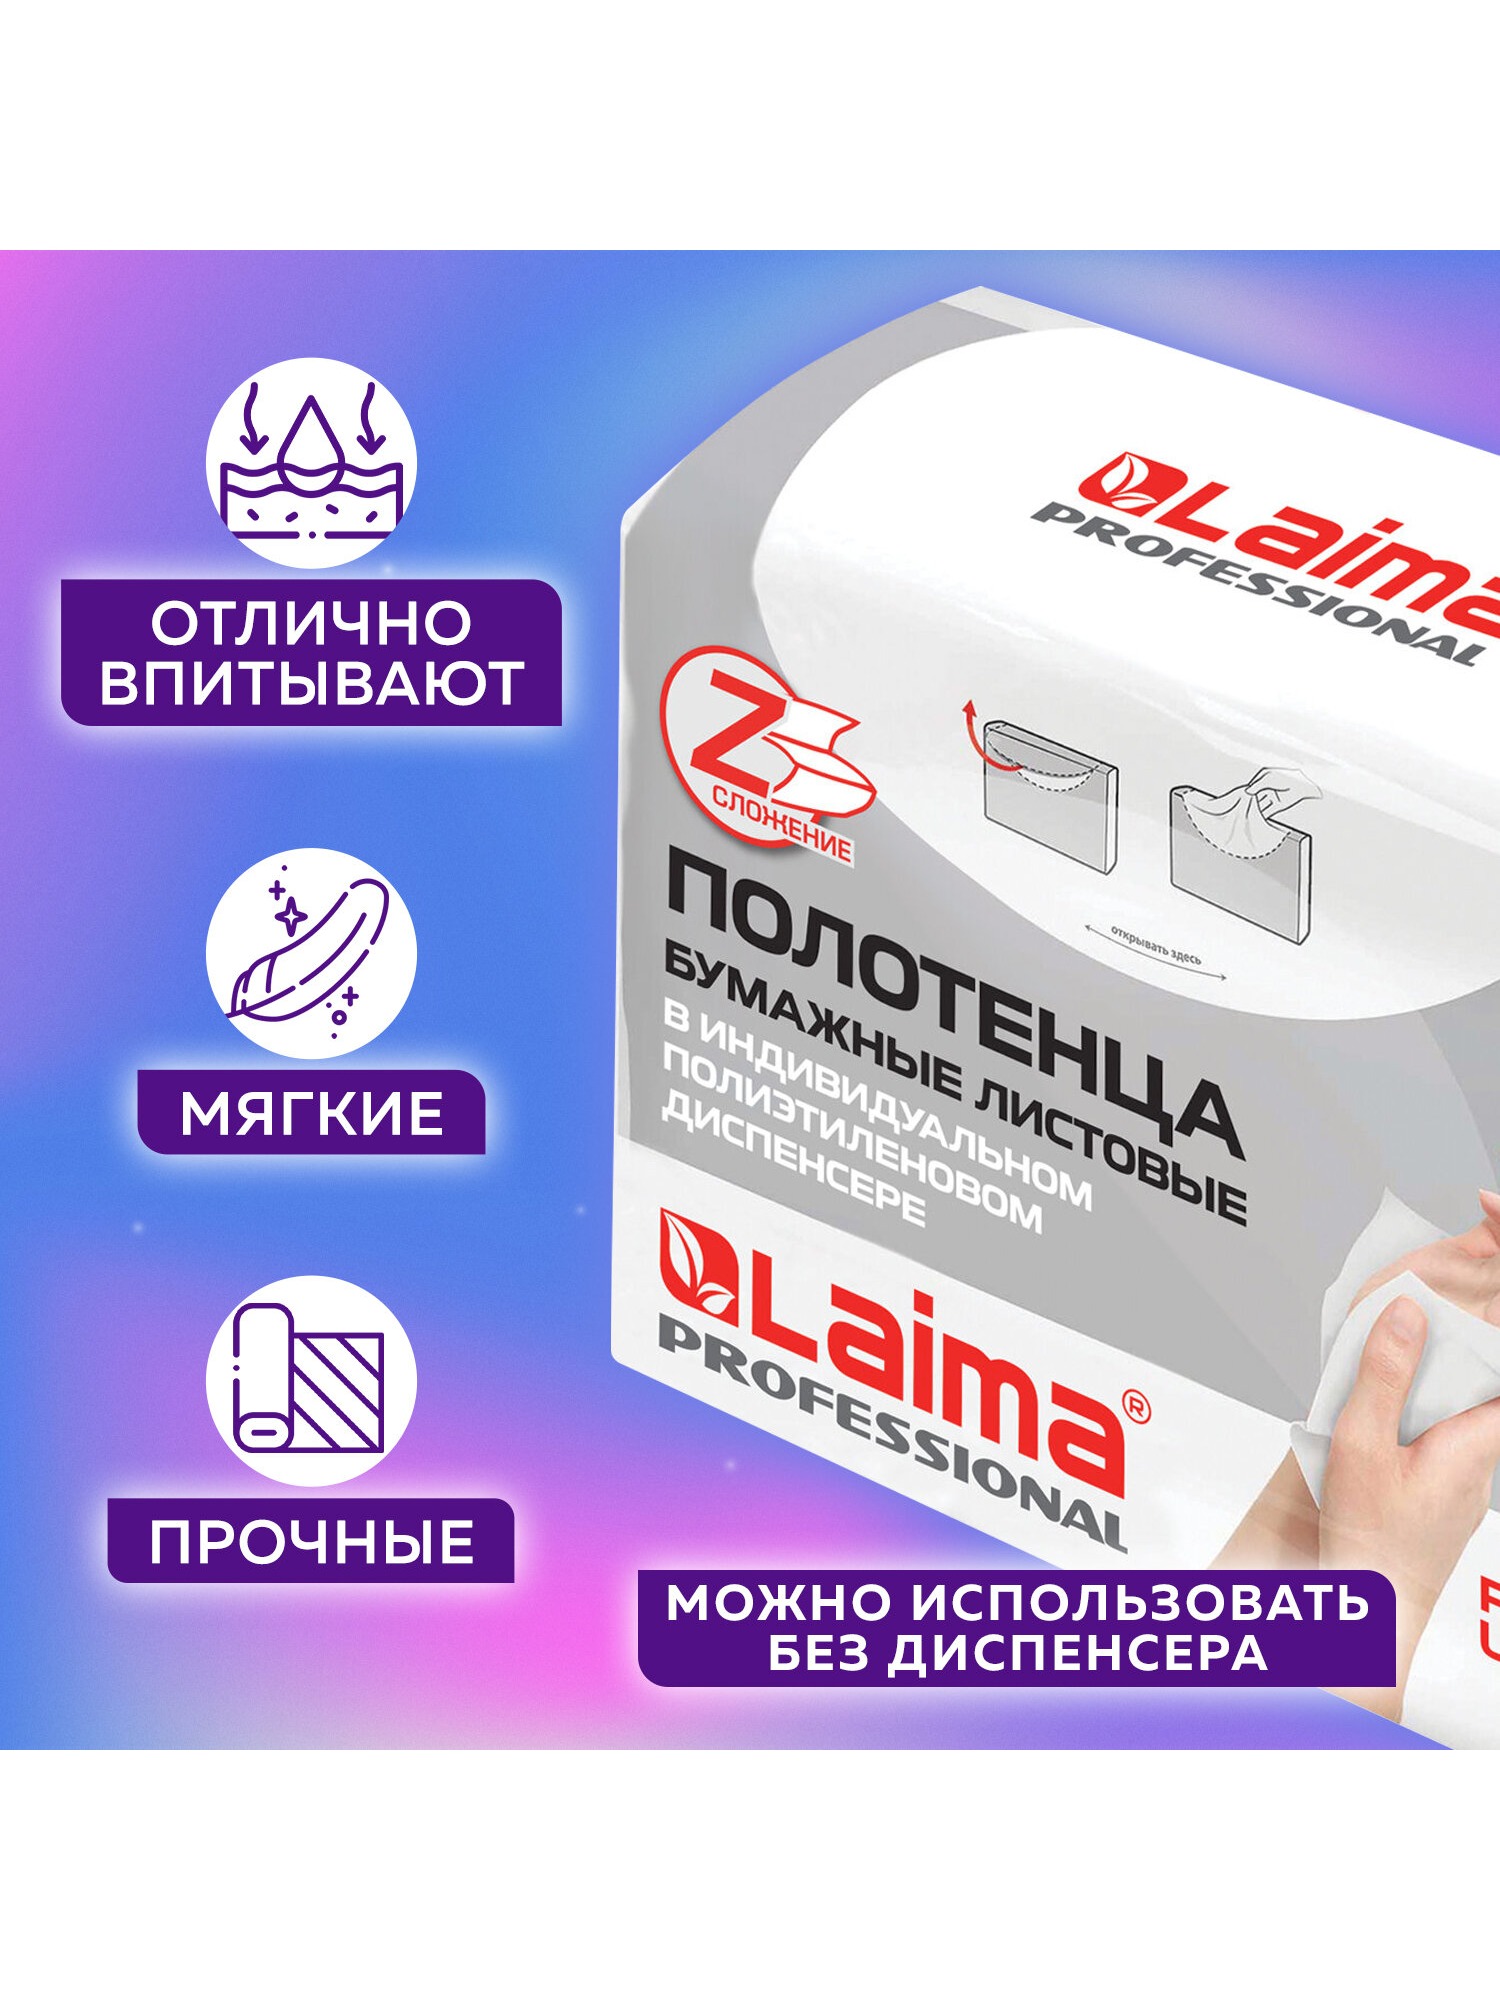 ОТЛИЧНО
ВПИТЫВАЮТ
МЯГКИЕ
ПРОЧНЫЕ
Laima
PROFESSIONAL
Z
СЛОЖЕНИЕ
открывать здесь
ПОЛОТЕНЦА
БУМАЖНЫЕ ЛИСТОВЫЕ
В ИНДИВИДУАЛЬНОМ
ПОЛИЭТИЛЕНОВОМ
ДИСПЕНСЕРЕ
Laima®
PROFESSIONAL
МОЖНО ИСПОЛЬЗОВАТЬ
БЕЗ ДИСПЕНСЕРА